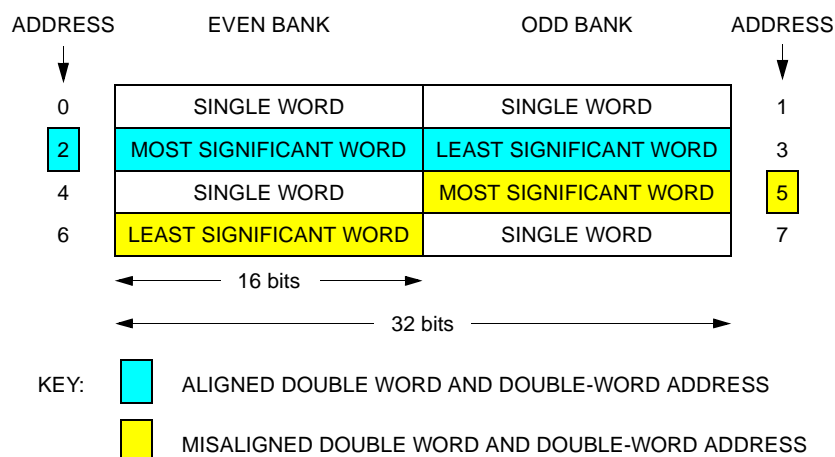 ADDRESS EVEN BANK ODD BANK ADDRESS
0 SINGLE WORD SINGLE WORD 1
2 MOST SIGNIFICANT WORD LEAST SIGNIFICANT WORD 3
4 SINGLE WORD MOST SIGNIFICANT WORD 5
6 LEAST SIGNIFICANT WORD SINGLE WORD 7
16 bits
32 bits
KEY: ALIGNED DOUBLE WORD AND DOUBLE-WORD ADDRESS
MISALIGNED DOUBLE WORD AND DOUBLE-WORD ADDRESS